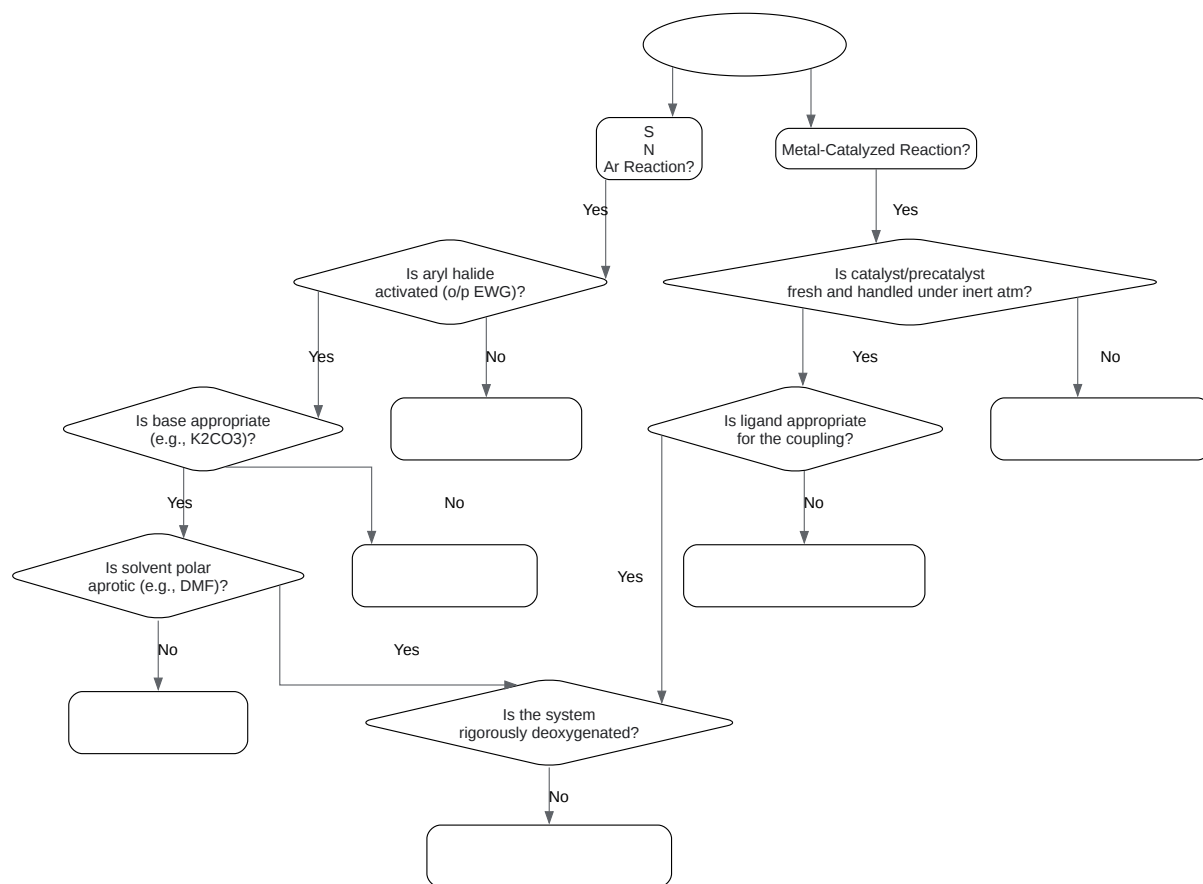 S
N
Ar Reaction?
Metal-Catalyzed Reaction?
Yes
Yes
Is aryl halide
activated (o/p EWG)?
Is catalyst/precatalyst
fresh and handled under inert atm?
Yes
No
Yes
No
Is base appropriate
(e.g., K2CO3)?
Is ligand appropriate
for the coupling?
Yes
No
No
Is solvent polar
aprotic (e.g., DMF)?
Yes
No
Yes
Is the system
rigorously deoxygenated?
No